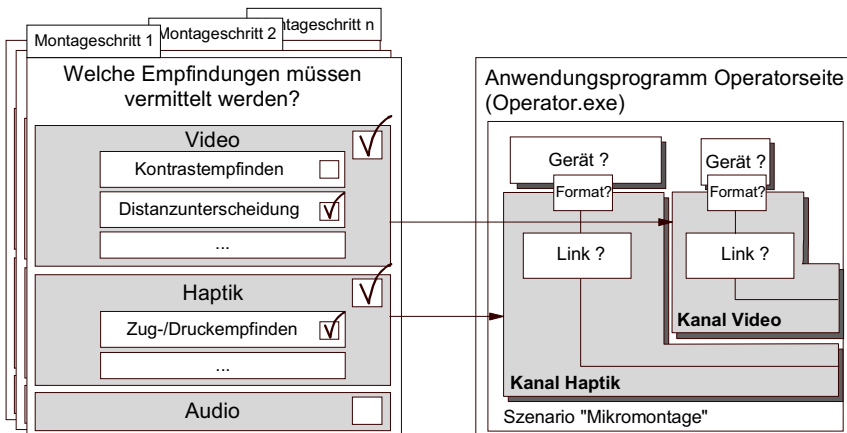 Montageschritt 1
Montageschritt 2
ntageschritt n
Welche Empfindungen müssen
vermittelt werden?
Video
Kontrastempfinden
Distanzunterscheidung
...
Haptik
Zug-/Druckempfinden
...
Audio
Anwendungsprogramm Operatorseite
(Operator.exe)
Gerät ?
Format?
Link ?
Kanal Haptik
Gerät ?
Format?
Link ?
Kanal Video
Szenario "Mikromontage"